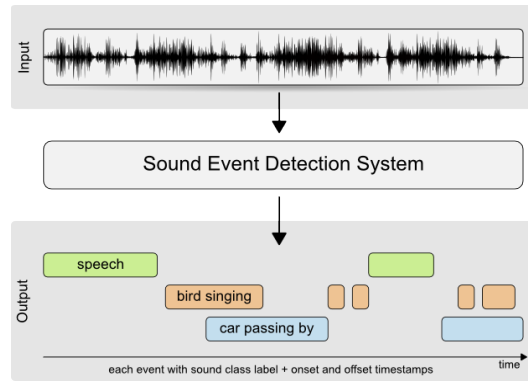 Input
Sound Event Detection System
Output
speech
bird singing
car passing by
time
each event with sound class label + onset and offset timestamps